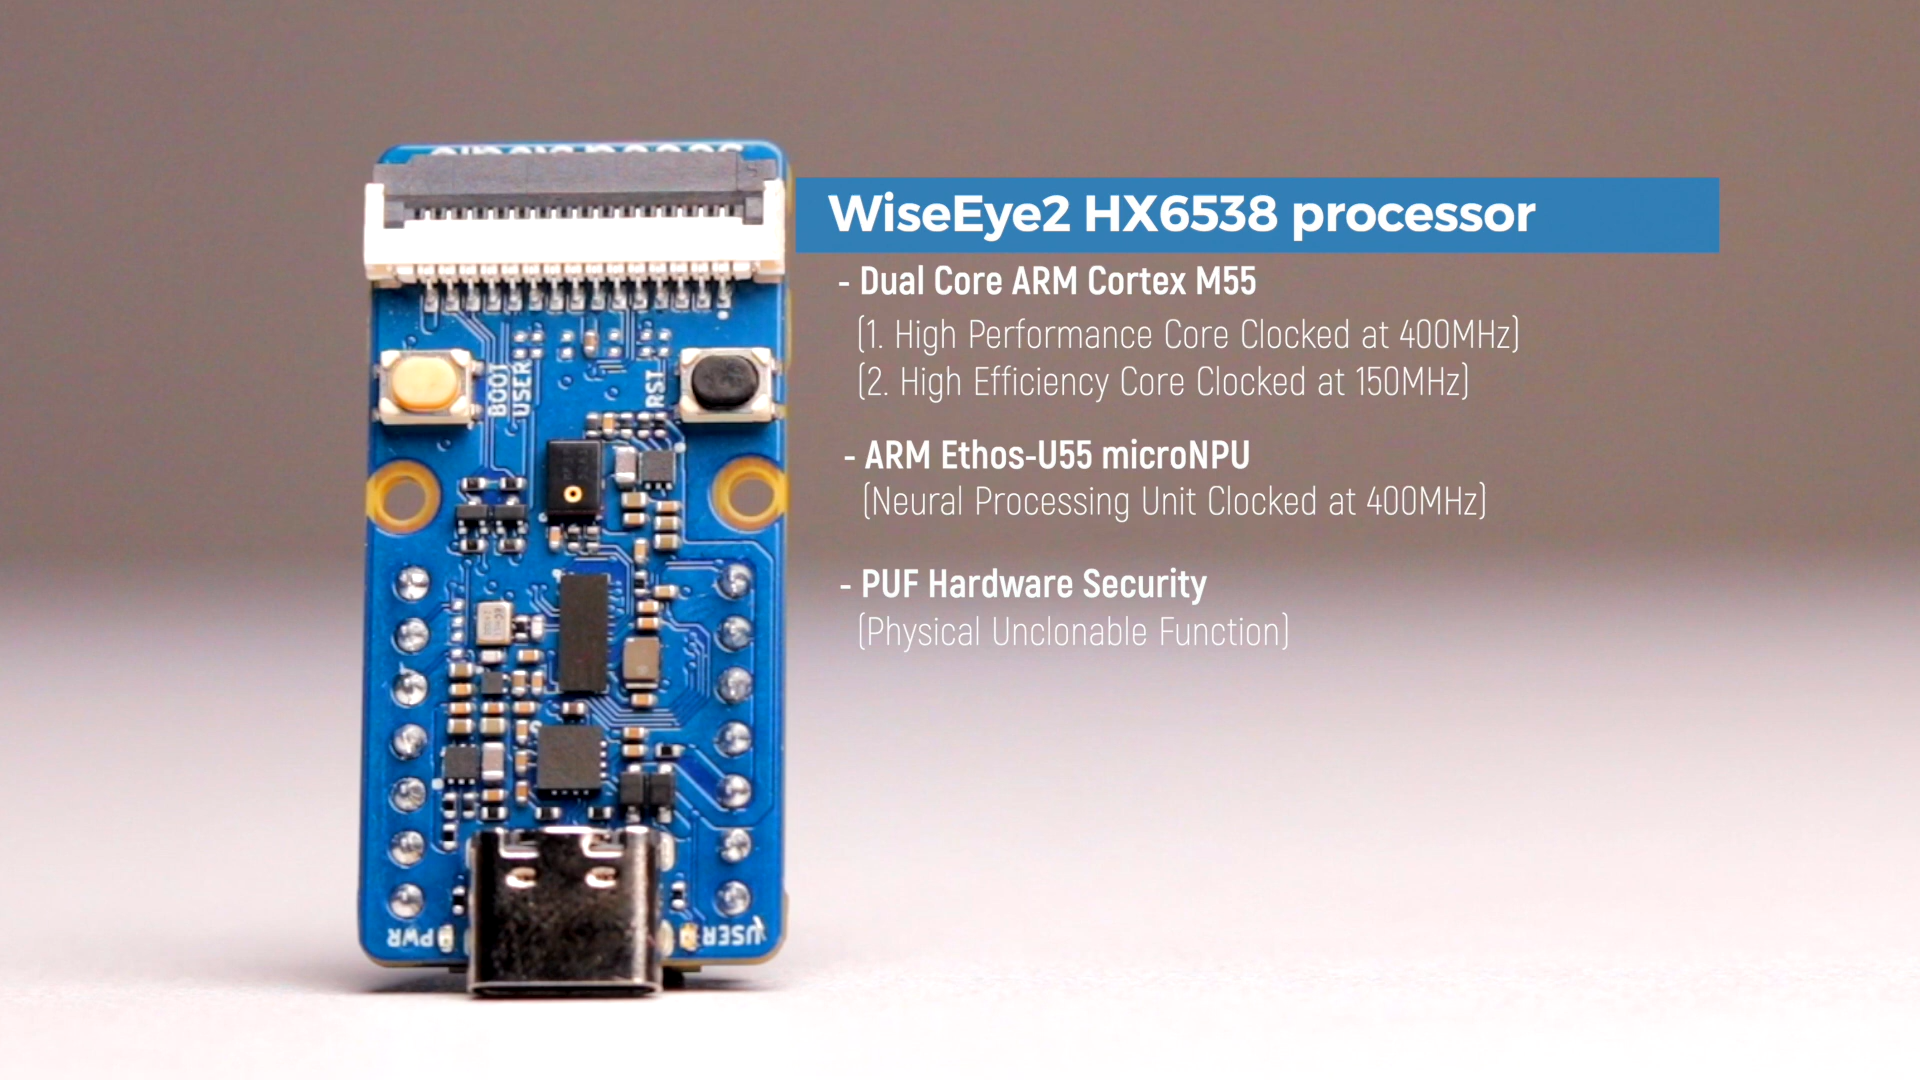 WiseEye2 HX6538 processor
- Dual Core ARM Cortex M55
(1. High Performance Core Clocked at 400MHz)
(2. High Efficiency Core Clocked at 150MHz)
- ARM Ethos-U55 microNPU
(Neural Processing Unit Clocked at 400MHz)
- PUF Hardware Security
(Physical Unclonable Function)
BOOT
USER
RST
PWR
USER